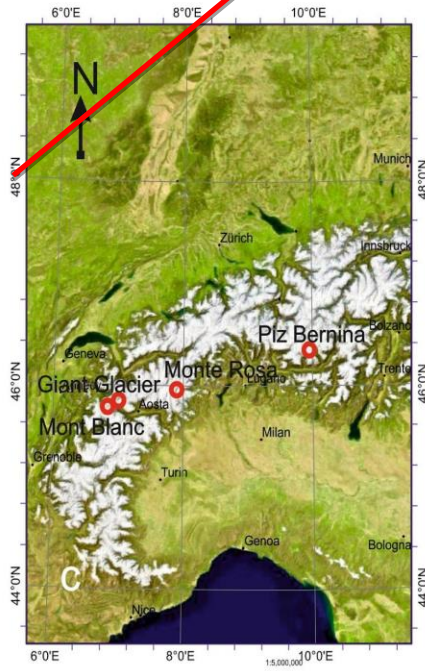 6°0'E 8°0'E 10°0'E
N
48°0'N
Munich
48°0'N
Zürich
Innsbruck
Piz Bernina
Bolzano
Geneva
Monte Rosa
Lugano
Trento
46°0'N
46°0'N
Giant Glacier
Aosta
Mont Blanc
Milan
Grenoble
Turin
Genoa
Bologna
44°0'N
C
44°0'N
Nice
6°0'E 8°0'E 10°0'E
1:5,000,000